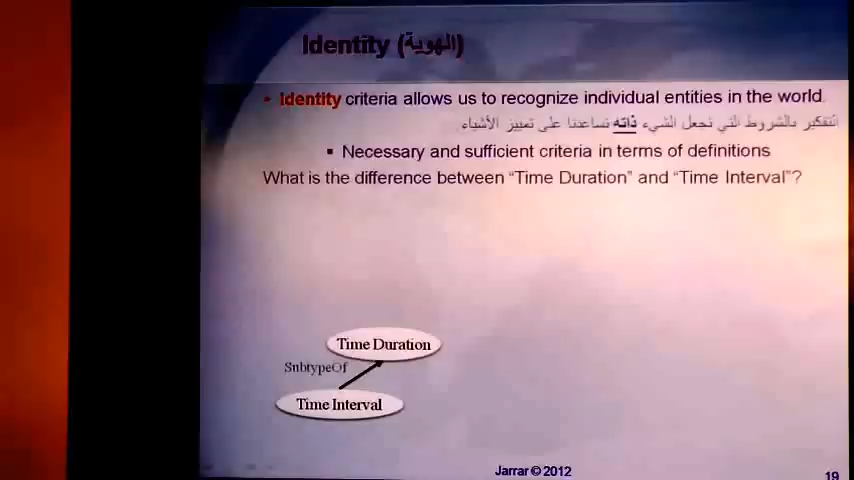 Identity (الهوية)
• Identity criteria allows us to recognize individual entities in the world.
التفكير بالشروط التي تجعل الشيء ذاته تساعدنا على تمييز الأشياء.
▪ Necessary and sufficient criteria in terms of definitions
What is the difference between “Time Duration” and “Time Interval”?
Time Duration
SubtypeOf
Time Interval
Jarrar © 2012
19